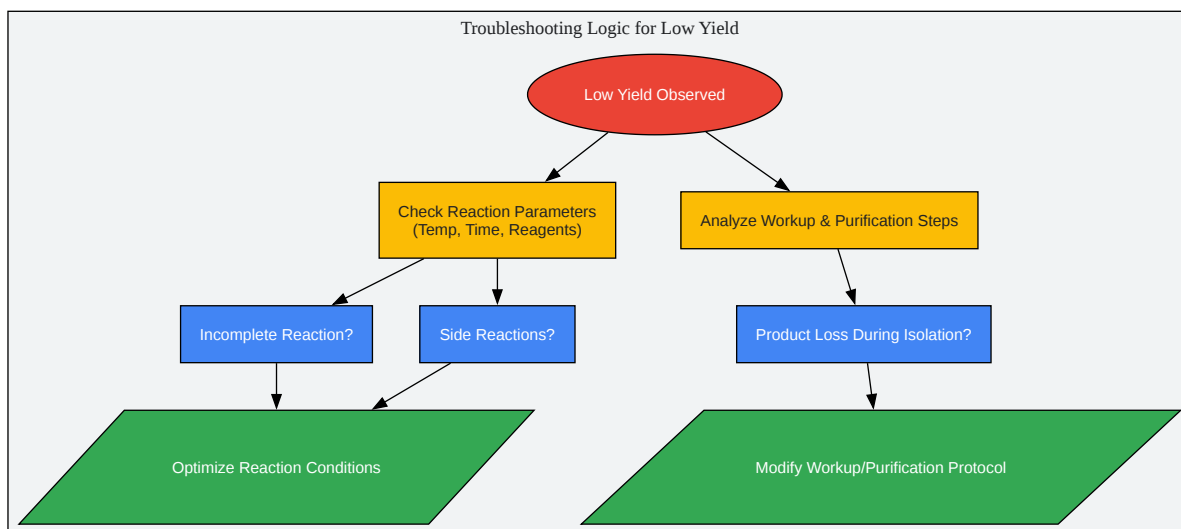 Troubleshooting Logic for Low Yield
Low Yield Observed
Check Reaction Parameters
(Temp, Time, Reagents)
Analyze Workup & Purification Steps
Incomplete Reaction?
Side Reactions?
Product Loss During Isolation?
Optimize Reaction Conditions
Modify Workup/Purification Protocol